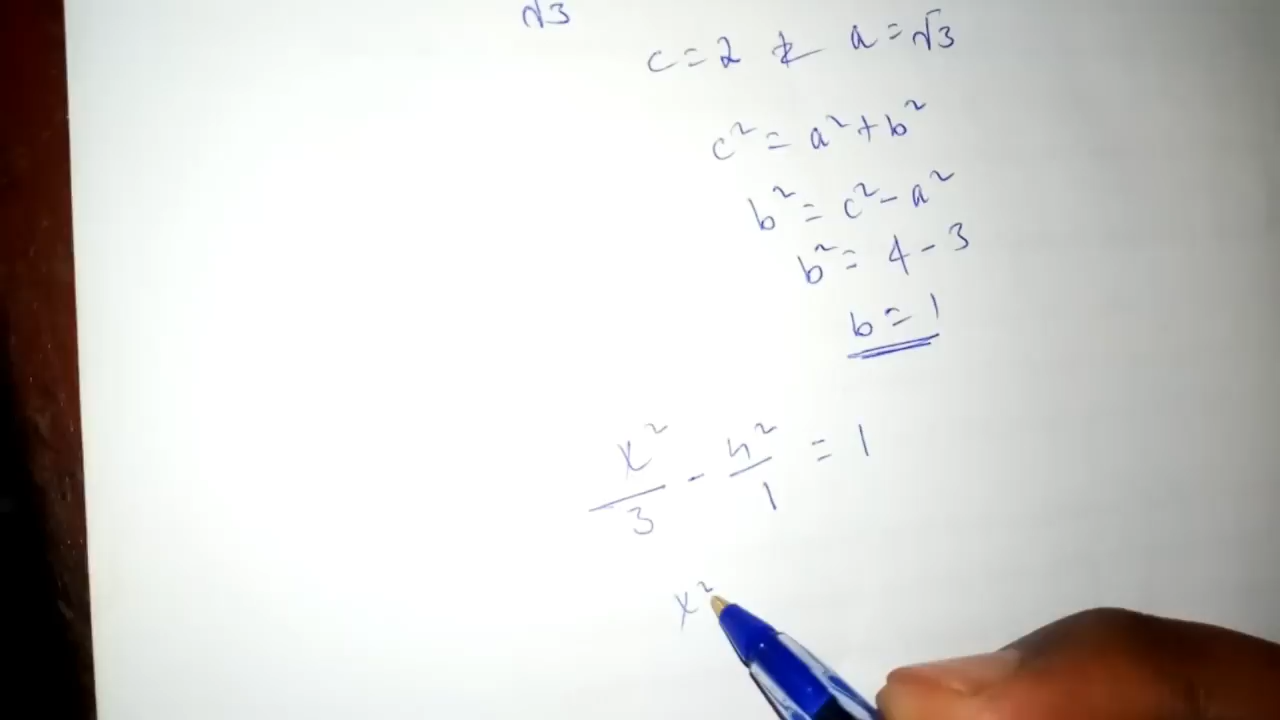 √3
c = 2 & a = √3
c² = a² + b²
b² = c² - a²
b² = 4 - 3
b = 1
x²/3 - y²/1 = 1
x²